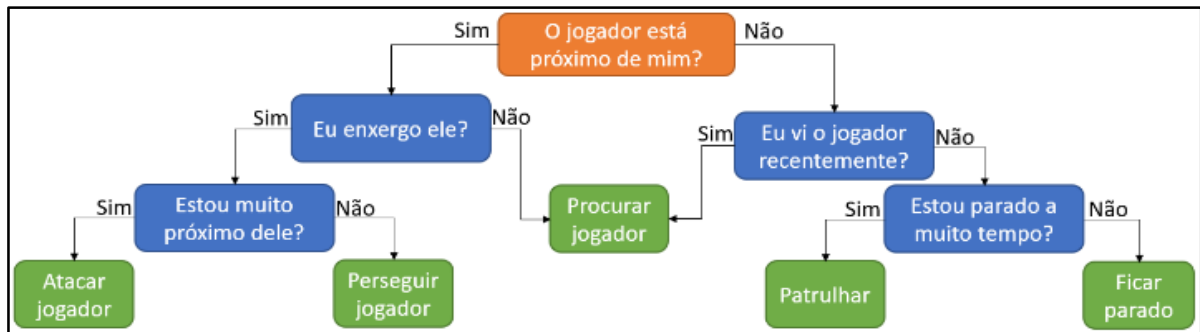 Sim
O jogador está
próximo de mim?
Não
Sim
Eu enxergo ele?
Não
Sim
Eu vi o jogador
recentemente?
Não
Sim
Estou muito
próximo dele?
Não
Procurar
jogador
Sim
Estou parado a
muito tempo?
Não
Atacar
jogador
Perseguir
jogador
Patrulhar
Ficar
parado